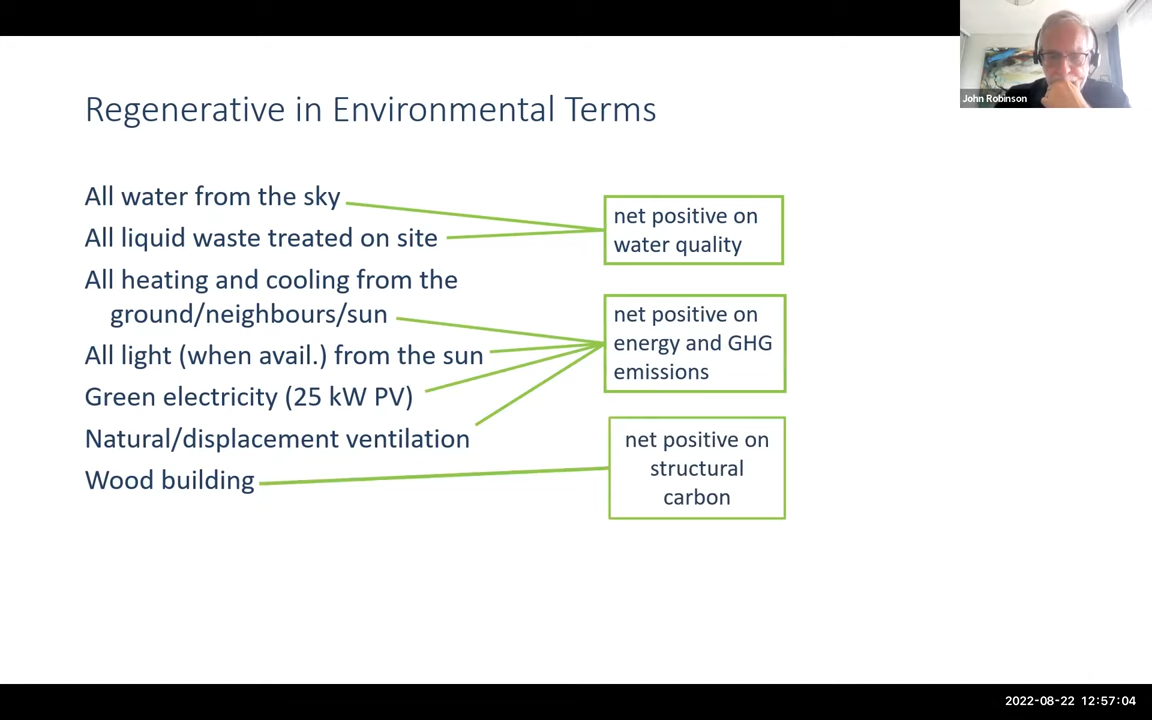 John Robinson
Regenerative in Environmental Terms
All water from the sky
All liquid waste treated on site
All heating and cooling from the
ground/neighbours/sun
All light (when avail.) from the sun
Green electricity (25 kW PV)
Natural/displacement ventilation
Wood building
net positive on
water quality
net positive on
energy and GHG
emissions
net positive on
structural
carbon
2022-08-22 12:57:04